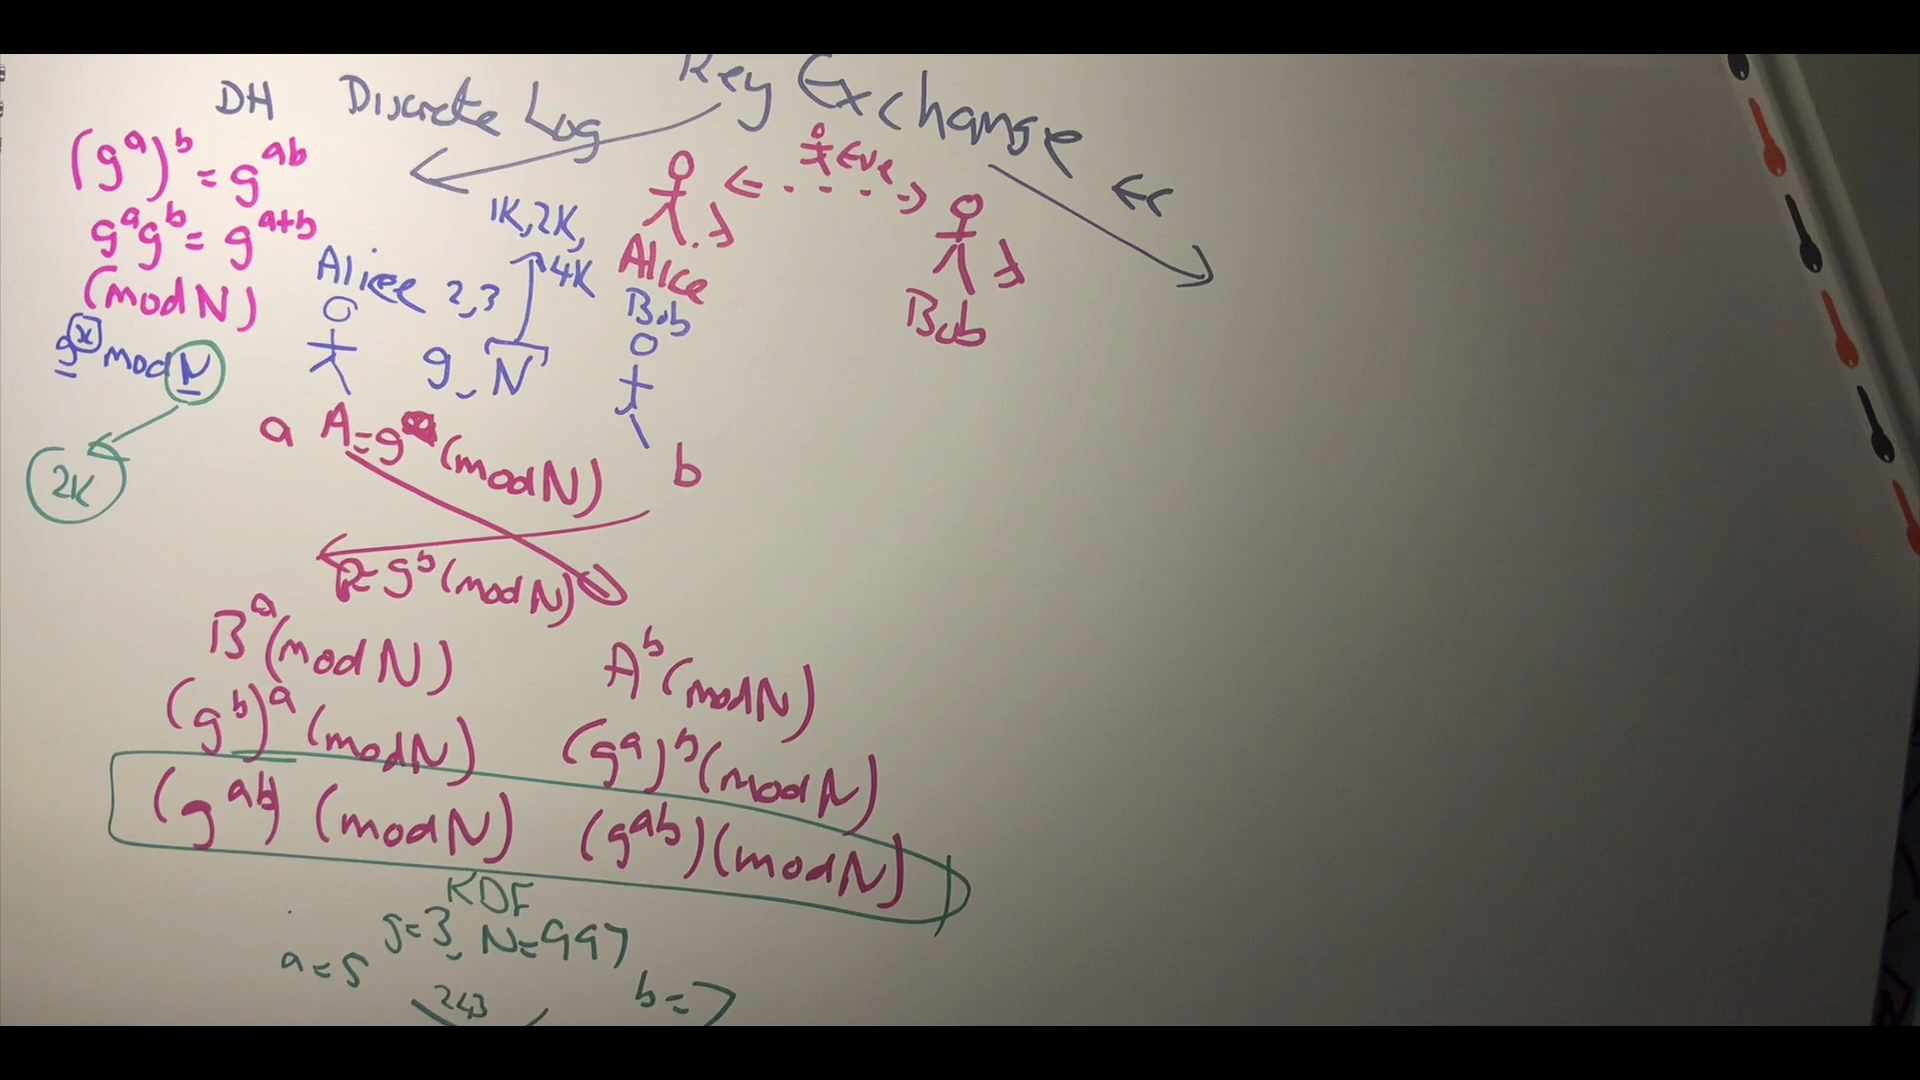 Key Exchange
DH Discrete Log
(g^a)^b = g^ab
g^a g^b = g^a+b
(mod N)
g^x mod N
2K
Eve
Alice
Bob
1K, 2K,
4K
Alice 2,3
Bob
g, N
a A=g^a (mod N)
b
g^b (mod N)
B^a (mod N) A^b (mod N)
(g^b)^a (mod N) (g^a)^b (mod N)
(g^ab) (mod N) (g^ab) (mod N)
KDF
g=3, N=997
a=5
b=7
243